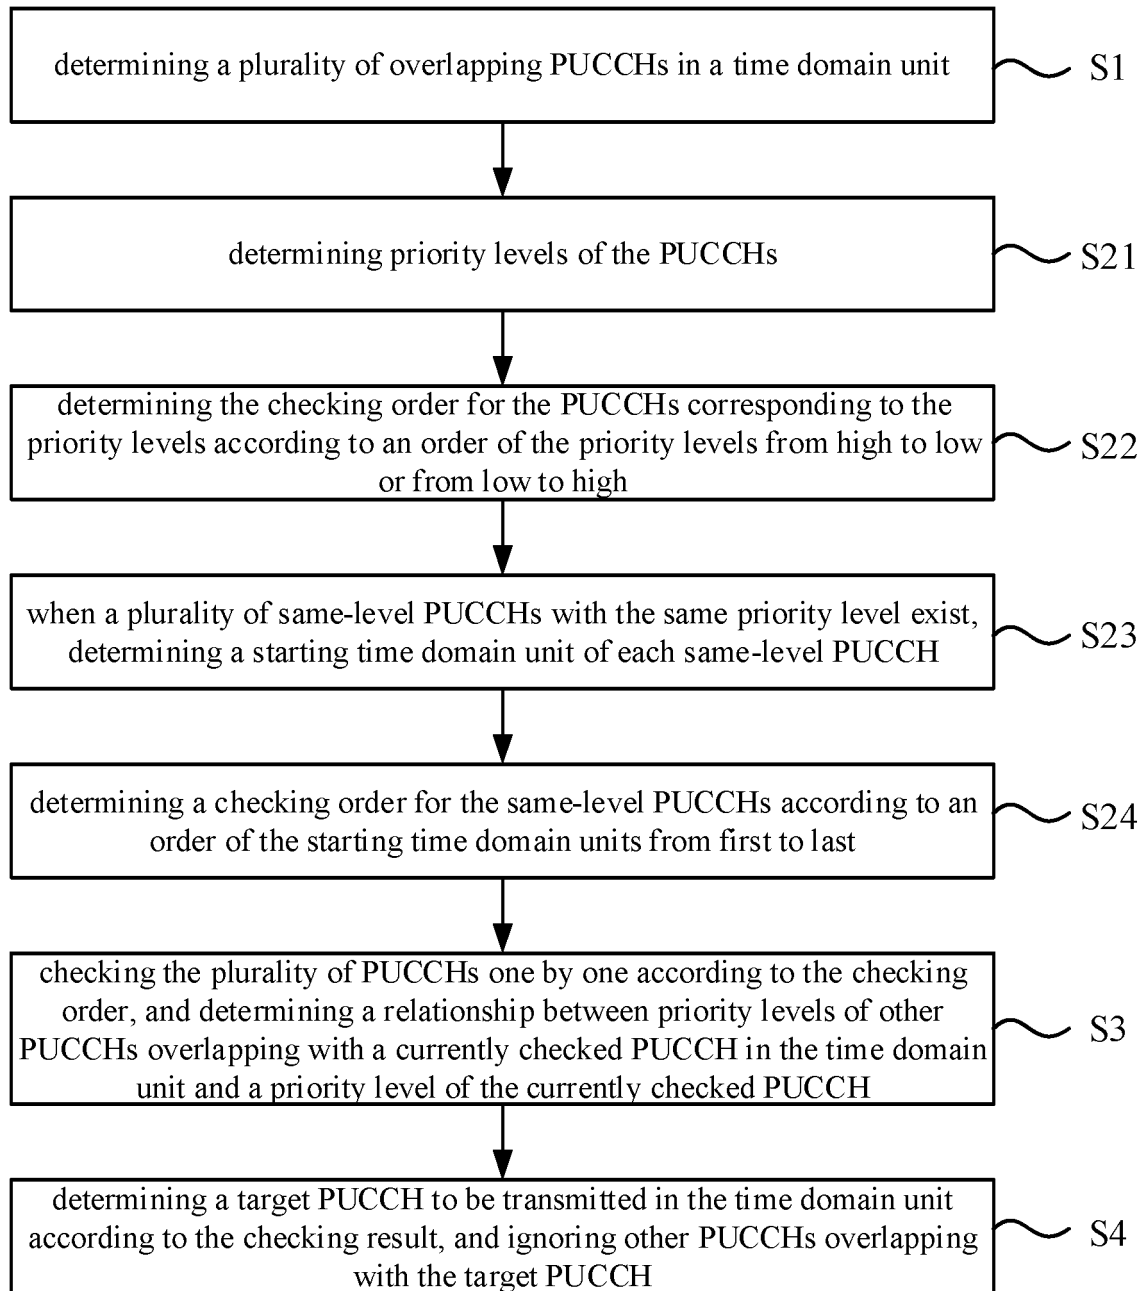 determining a plurality of overlapping PUCCHs in a time domain unit
S1
determining priority levels of the PUCCHs
S21
determining the checking order for the PUCCHs corresponding to the
priority levels according to an order of the priority levels from high to low
or from low to high
S22
when a plurality of same-level PUCCHs with the same priority level exist,
determining a starting time domain unit of each same-level PUCCH
S23
determining a checking order for the same-level PUCCHs according to an
order of the starting time domain units from first to last
S24
checking the plurality of PUCCHs one by one according to the checking
order, and determining a relationship between priority levels of other
PUCCHs overlapping with a currently checked PUCCH in the time domain
unit and a priority level of the currently checked PUCCH
S3
determining a target PUCCH to be transmitted in the time domain unit
according to the checking result, and ignoring other PUCCHs overlapping
with the target PUCCH
S4